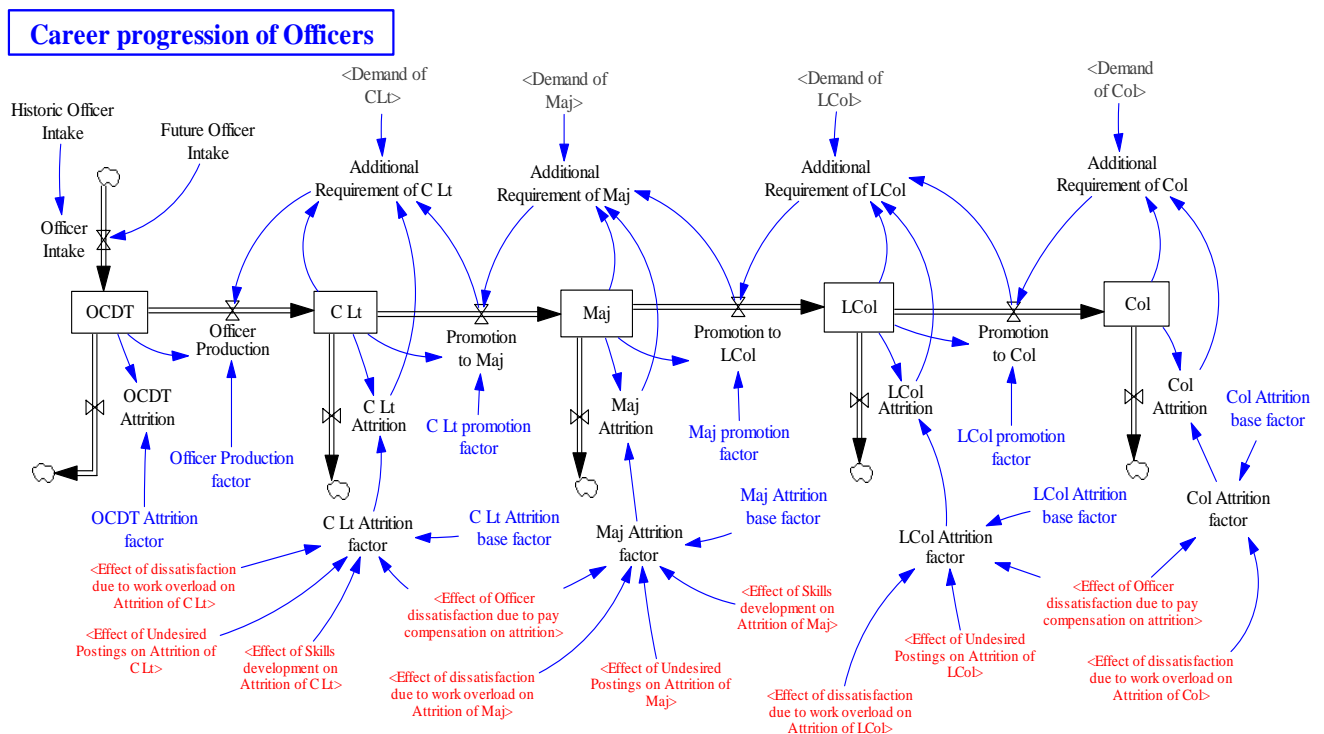 Career progression of Officers
<Demand of
CLt>
<Demand of
Maj>
<Demand of
LCol>
<Demand
of Col>
Historic Officer
Intake
Future Officer
Intake
Additional
Requirement of C Lt
Additional
Requirement of Maj
Additional
Requirement of LCol
Additional
Requirement of Col
Officer
Intake
OCDT
C Lt
Maj
LCol
Col
Officer
Production
Promotion
to Maj
Promotion to
LCol
Promotion
to Col
OCDT
Attrition
C Lt
Attrition
Maj
Attrition
LCol
Attrition
Col
Attrition
Officer Production
factor
C Lt promotion
factor
Maj promotion
factor
LCol promotion
factor
Col Attrition
base factor
OCDT Attrition
factor
C Lt Attrition
factor
C Lt Attrition
base factor
Maj Attrition
factor
Maj Attrition
base factor
LCol Attrition
factor
LCol Attrition
base factor
Col Attrition
factor
<Effect of dissatisfaction
due to work overload on
Attrition of C Lt>
<Effect of Undesired
Postings on Attrition of
C Lt>
<Effect of Skills
development on
Attrition of C Lt>
<Effect of Officer
dissatisfaction due to pay
compensation on attrition>
<Effect of dissatisfaction
due to work overload on
Attrition of Maj>
<Effect of Undesired
Postings on Attrition of
Maj>
<Effect of Skills
development on
Attrition of Maj>
<Effect of dissatisfaction
due to work overload on
Attrition of LCol>
<Effect of Undesired
Postings on Attrition of
LCol>
<Effect of Officer
dissatisfaction due to pay
compensation on attrition>
<Effect of dissatisfaction
due to work overload on
Attrition of Col>